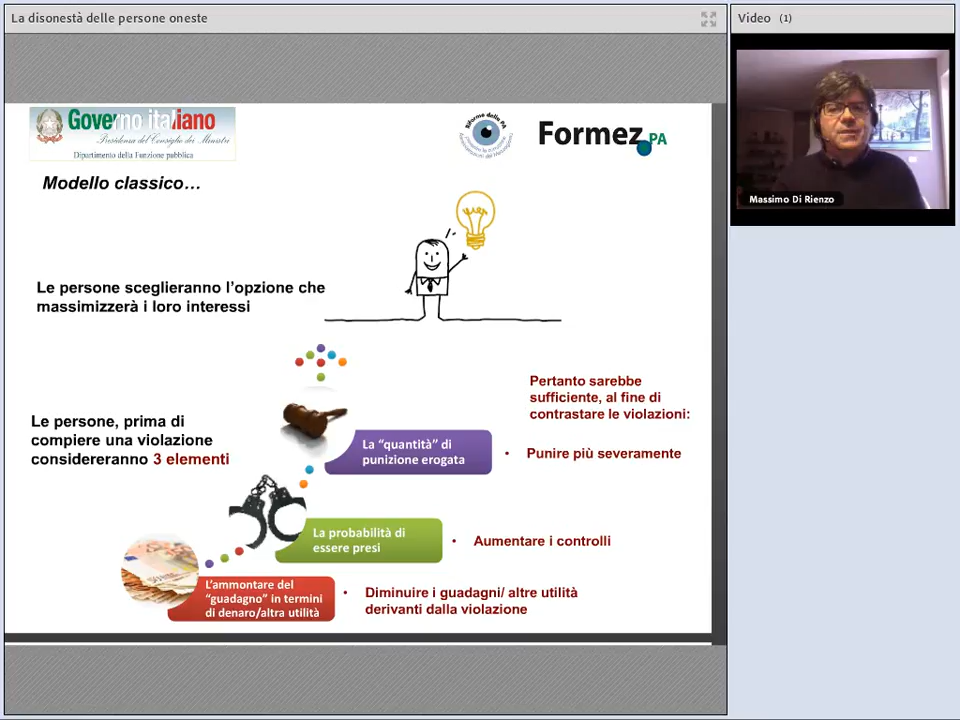 La disonestà delle persone oneste
Video (1)
Governo italiano
Presidenza del Consiglio dei Ministri
Dipartimento della Funzione pubblica
Riforme delle PA
Formez PA
Massimo Di Rienzo
Modello classico…
Le persone sceglieranno l’opzione che
massimizzerà i loro interessi
Le persone, prima di
compiere una violazione
considereranno 3 elementi
Pertanto sarebbe
sufficiente, al fine di
contrastare le violazioni:
La “quantità” di
punizione erogata
• Punire più severamente
La probabilità di
essere presi
• Aumentare i controlli
L’ammontare del
“guadagno” in termini
di denaro/altra utilità
• Diminuire i guadagni/ altre utilità
derivanti dalla violazione